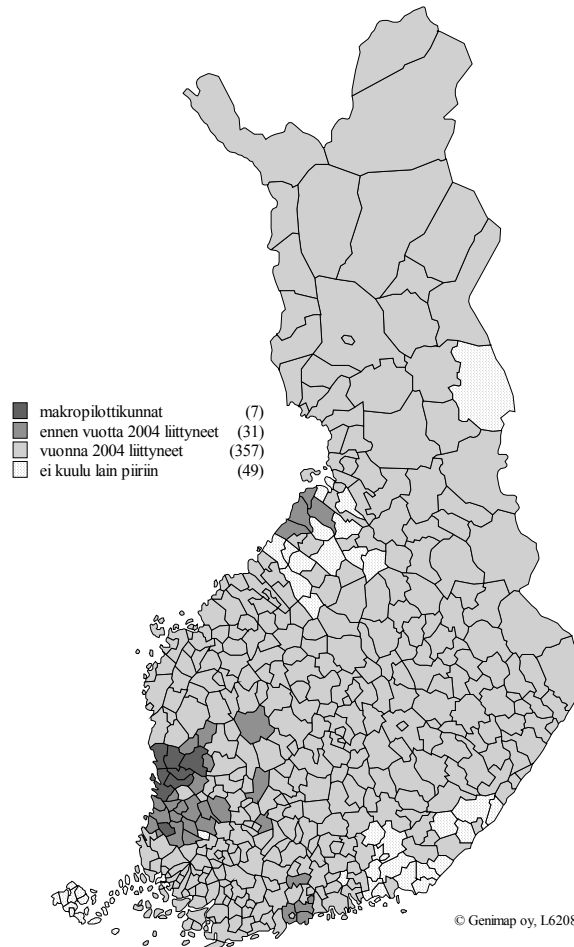 makropilottikunnat (7)
ennen vuotta 2004 liittyneet (31)
vuonna 2004 liittyneet (357)
ei kuulu lain piiriin (49)
© Genimap oy, L6208